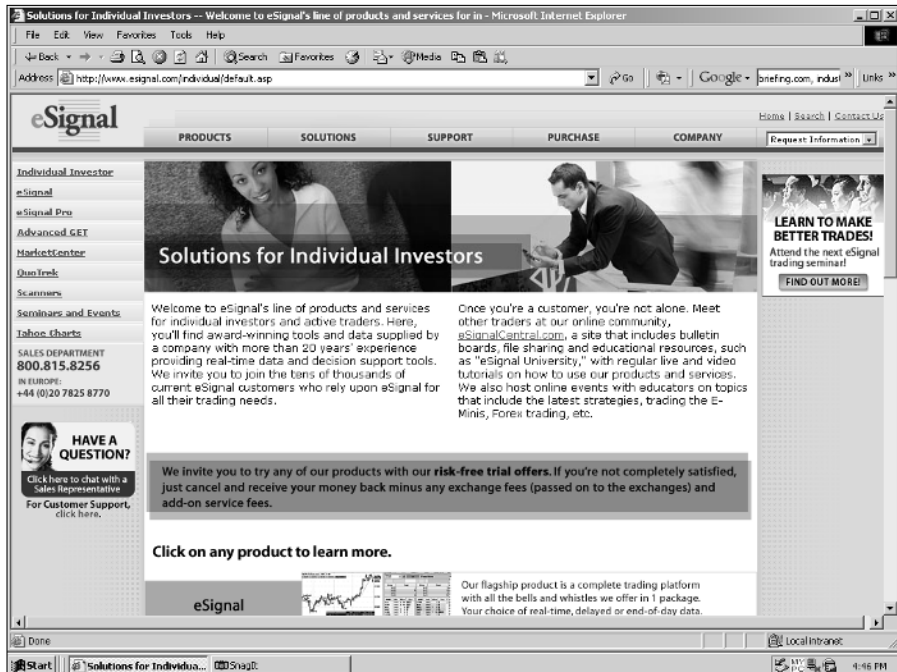 Solutions for Individual Investors -- Welcome to eSignal's line of products and services for in - Microsoft Internet Explorer
File Edit View Favorites Tools Help
Back Search Favorites Media
Address http://www.esignal.com/individual/default.asp Go Google briefing.com, indust Links
eSignal
Home | Search | Contact Us
PRODUCTS SOLUTIONS SUPPORT PURCHASE COMPANY
Request Information
Individual Investor
eSignal
eSignal Pro
Advanced GET
MarketCenter
QuoTrek
Scanners
Seminars and Events
Tahoe Charts
SALES DEPARTMENT
800.815.8256
IN EUROPE:
+44 (0)20 7825 8770
HAVE A
QUESTION?
Click here to chat with a
Sales Representative
For Customer Support,
click here.
Solutions for Individual Investors
Welcome to eSignal's line of products and services
for individual investors and active traders. Here,
you'll find award-winning tools and data supplied by
a company with more than 20 years' experience
providing real-time data and decision support tools.
We invite you to join the tens of thousands of
current eSignal customers who rely upon eSignal for
all their trading needs.
Once you're a customer, you're not alone. Meet
other traders at our online community,
eSignalCentral.com, a site that includes bulletin
boards, file sharing and educational resources, such
as "eSignal University," with regular live and video
tutorials on how to use our products and services.
We also host online events with educators on topics
that include the latest strategies, trading the E-
Minis, Forex trading, etc.
LEARN TO MAKE
BETTER TRADES!
Attend the next eSignal
trading seminar!
FIND OUT MORE!
We invite you to try any of our products with our risk-free trial offers. If you're not completely satisfied,
just cancel and receive your money back minus any exchange fees (passed on to the exchanges) and
add-on service fees.
Click on any product to learn more.
eSignal
Our flagship product is a complete trading platform
with all the bells and whistles we offer in 1 package.
Your choice of real-time, delayed or end-of-day data.
Done Local intranet
Start Solutions for Individua... SnagIt MY PC 4:46 PM